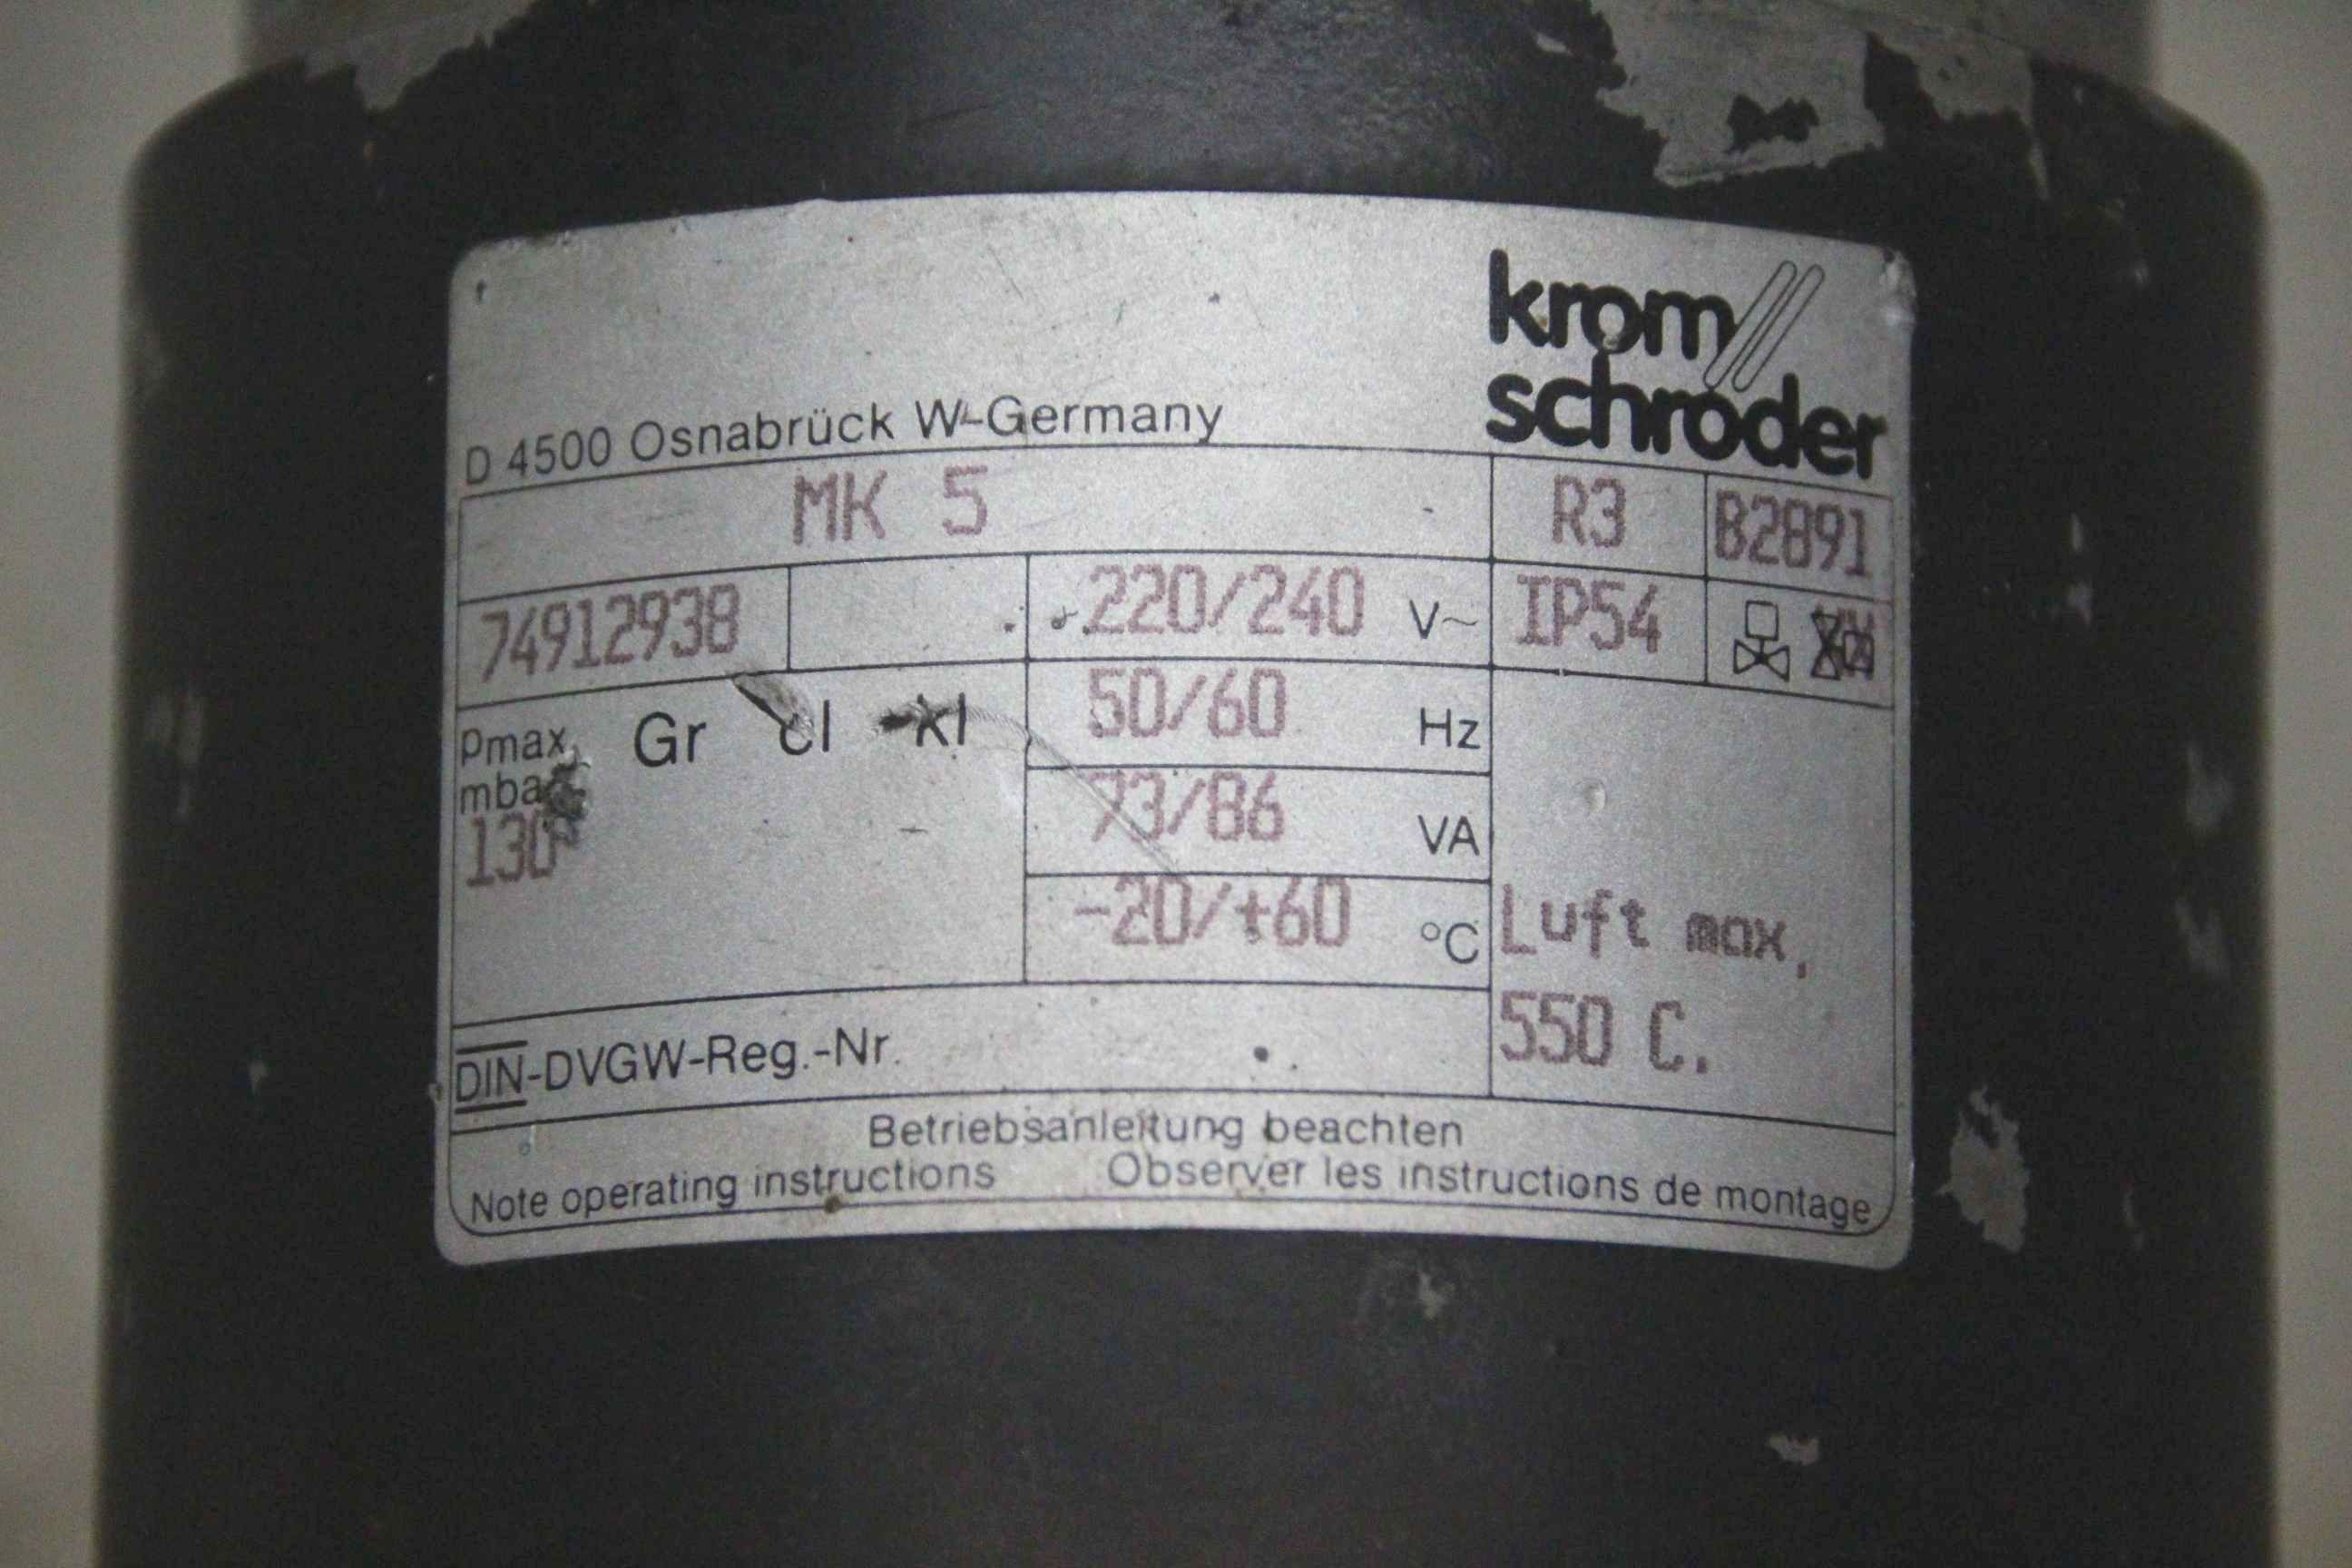 krom
schroder
D 4500 Osnabrück W-Germany
MK 5 R3 B2891
74912938 220/240 V~ IP54
Pmax. Gr cl kl 50/60 Hz
mbar
130
73/86 VA
-20/+60 °C
Luft max,
550 C.
DIN-DVGW-Reg.-Nr.
Betriebsanleitung beachten
Note operating instructions Observer les instructions de montage